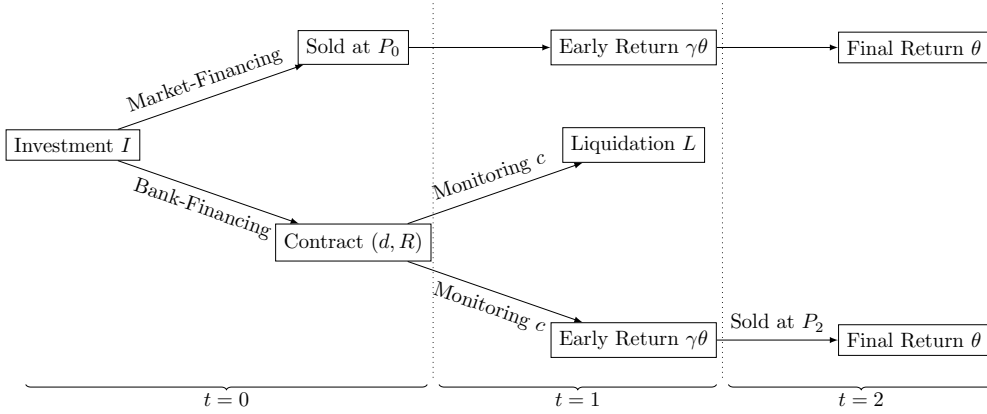 Sold at P₀
Early Return γθ
Final Return θ
Market-Financing
Investment I
Liquidation L
Monitoring c
Bank-Financing
Contract (d, R)
Monitoring c
Sold at P₂
Early Return γθ
Final Return θ
t = 0
t = 1
t = 2